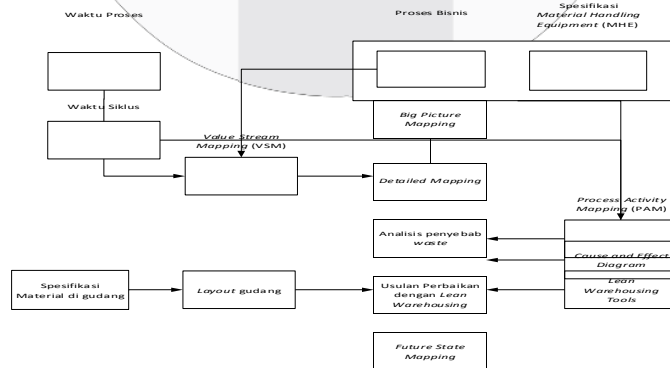 Waktu Proses
Proses Bisnis
Spesifikasi
Material Handling
Equipment (MHE)
Waktu Siklus
Big Picture
Mapping
Value Stream
Mapping (VSM)
Detailed Mapping
Process Activity
Mapping (PAM)
Analisis penyebab
waste
Cause and Effect
Diagram
Spesifikasi
Material di gudang
Layout gudang
Usulan Perbaikan
dengan Lean
Warehousing
Lean
Warehousing
Tools
Future State
Mapping